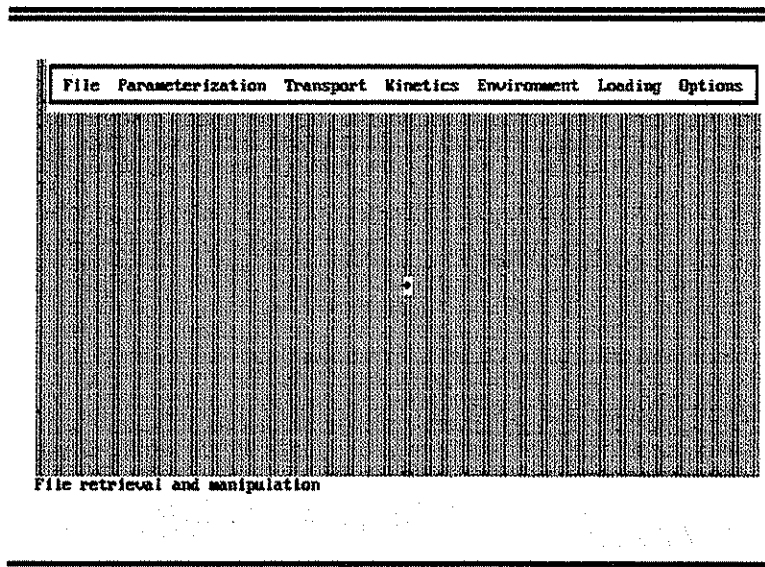 File Parameterization Transport Kinetics Environment Loading Options
File retrieval and manipulation